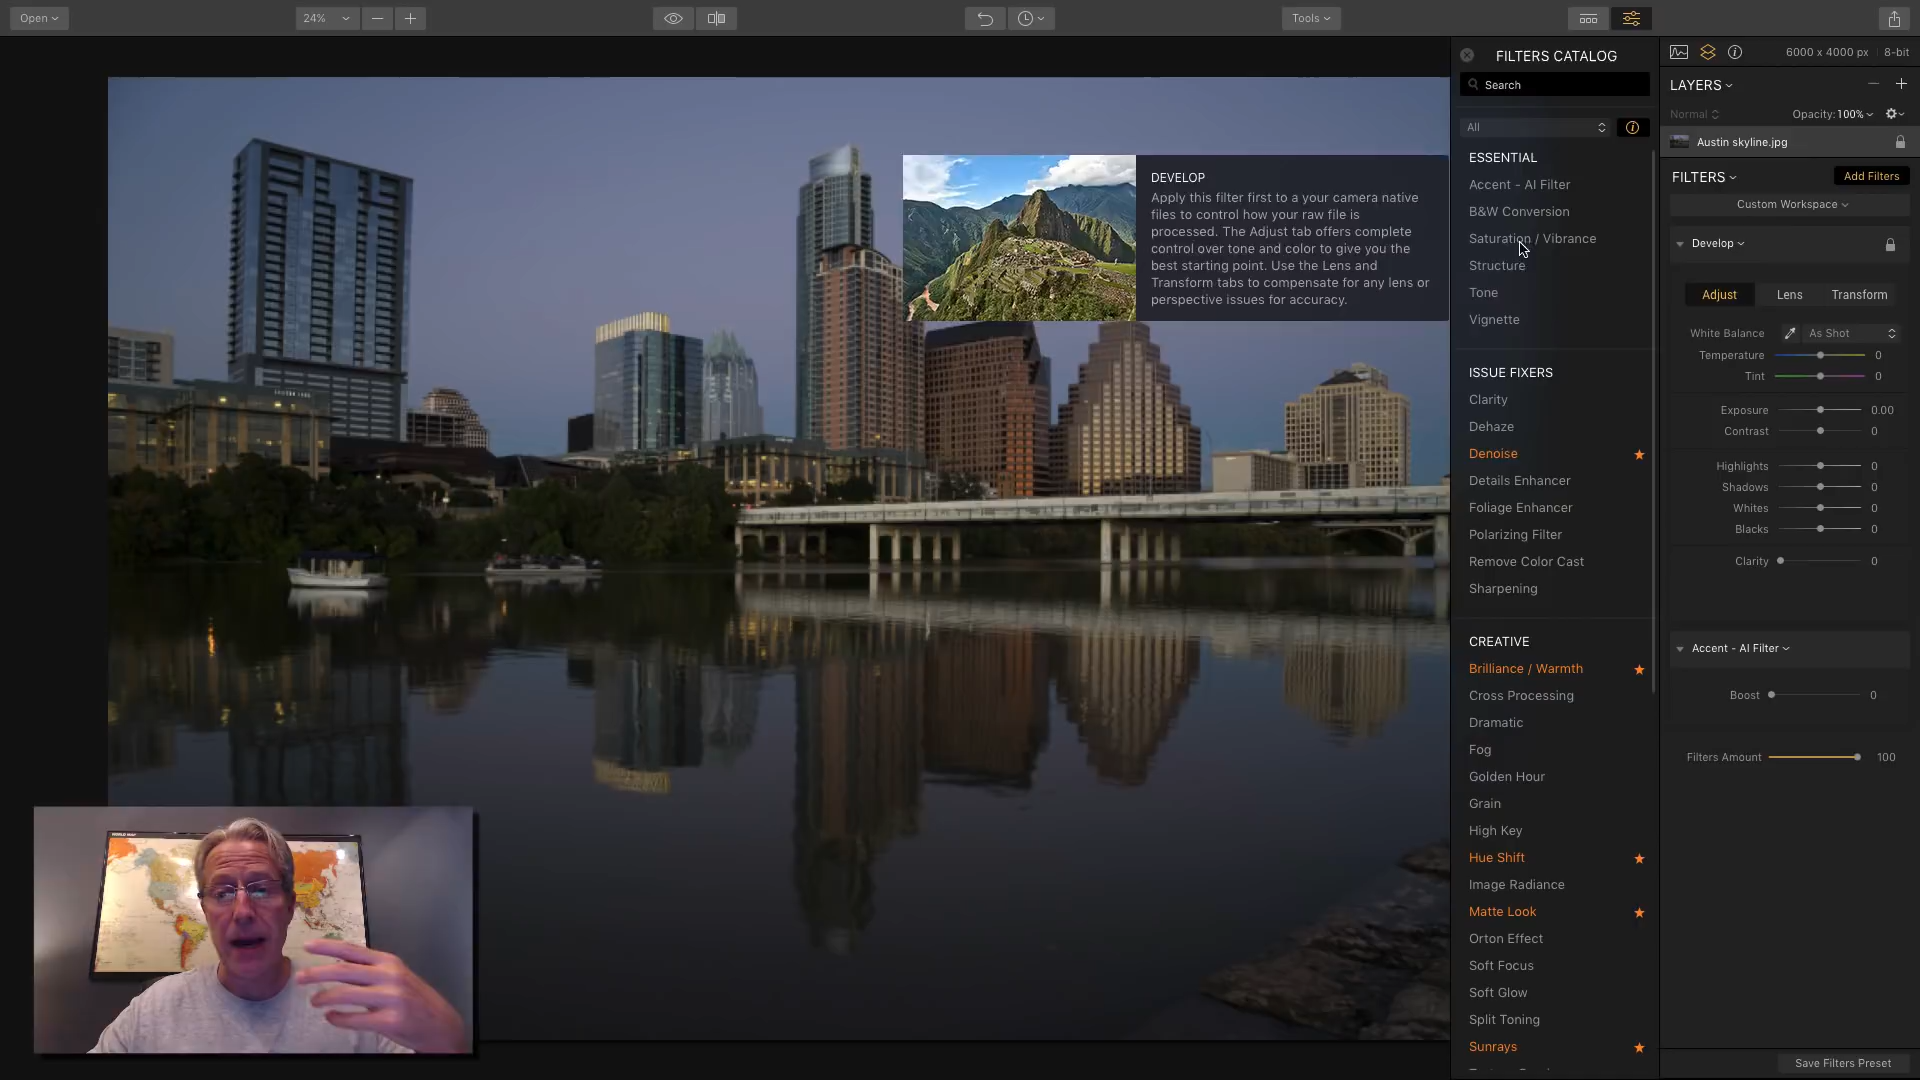 Open
24%
Tools
FILTERS CATALOG
Search
All
ESSENTIAL
Accent - AI Filter
B&W Conversion
Saturation / Vibrance
Structure
Tone
Vignette
ISSUE FIXERS
Clarity
Dehaze
Denoise
Details Enhancer
Foliage Enhancer
Polarizing Filter
Remove Color Cast
Sharpening
CREATIVE
Brilliance / Warmth
Cross Processing
Dramatic
Fog
Golden Hour
Grain
High Key
Hue Shift
Image Radiance
Matte Look
Orton Effect
Soft Focus
Soft Glow
Split Toning
Sunrays
DEVELOP
Apply this filter first to a your camera native
files to control how your raw file is
processed. The Adjust tab offers complete
control over tone and color to give you the
best starting point. Use the Lens and
Transform tabs to compensate for any lens or
perspective issues for accuracy.
6000 x 4000 px 8-bit
LAYERS
Normal Opacity: 100%
Austin skyline.jpg
FILTERS Add Filters
Custom Workspace
Develop
Adjust Lens Transform
White Balance As Shot
Temperature 0
Tint 0
Exposure 0.00
Contrast 0
Highlights 0
Shadows 0
Whites 0
Blacks 0
Clarity 0
Accent - AI Filter
Boost 0
Filters Amount 100
Save Filters Preset